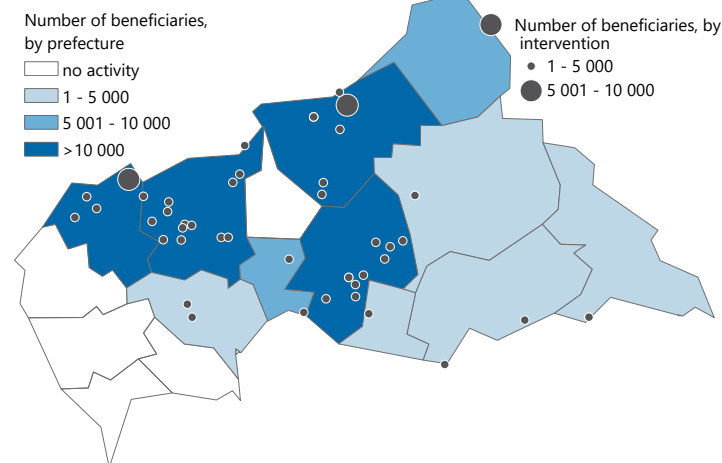 Number of beneficiaries,
by prefecture
no activity
1 - 5 000
5 001 - 10 000
>10 000
Number of beneficiaries, by
intervention
1 - 5 000
5 001 - 10 000